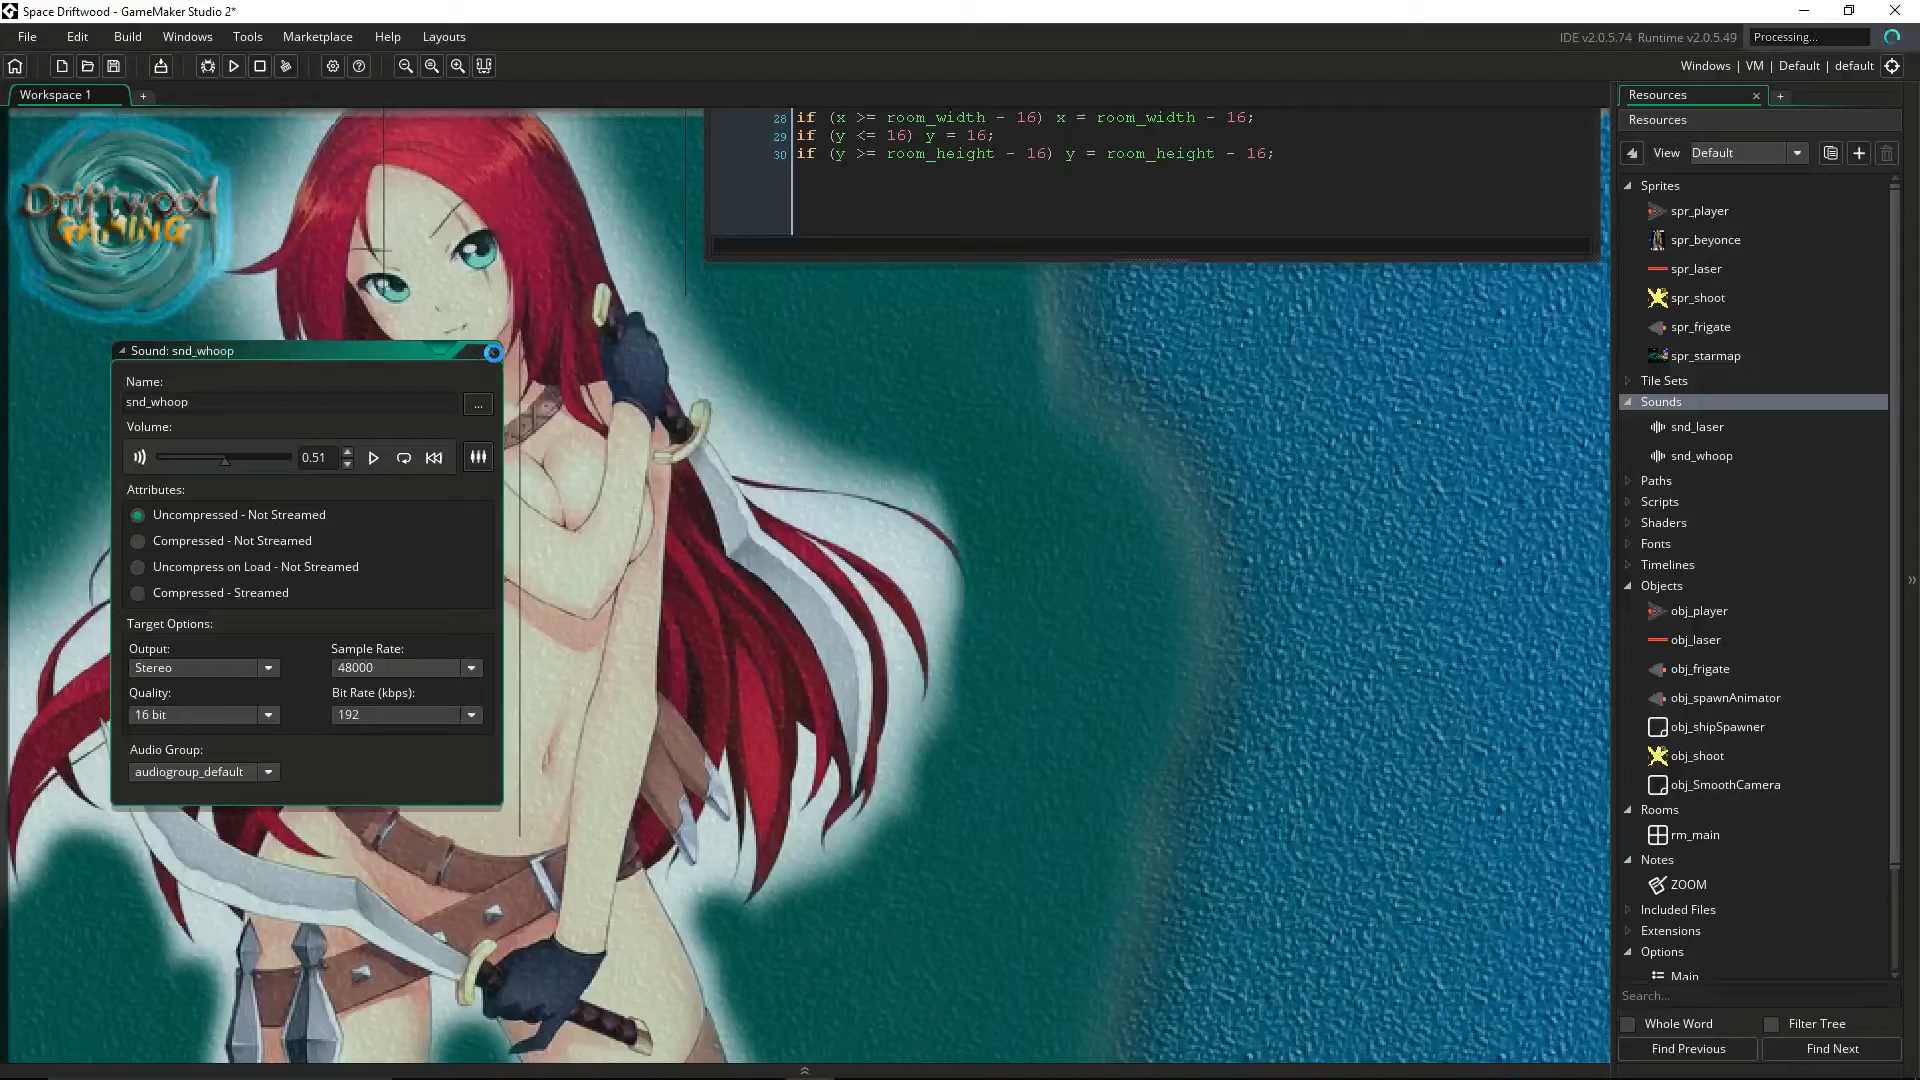 Space Driftwood - GameMaker Studio 2*
File Edit Build Windows Tools Marketplace Help Layouts
IDE v2.0.5.74 Runtime v2.0.5.49 Processing...
Windows | VM | Default | default
Workspace 1
28 if (x >= room_width - 16) x = room_width - 16;
29 if (y <= 16) y = 16;
30 if (y >= room_height - 16) y = room_height - 16;
Driftwood
GAMING
Sound: snd_whoop
Name:
snd_whoop
...
Volume:
0.51
Attributes:
Uncompressed - Not Streamed
Compressed - Not Streamed
Uncompress on Load - Not Streamed
Compressed - Streamed
Target Options:
Output: Sample Rate:
Stereo 48000
Quality: Bit Rate (kbps):
16 bit 192
Audio Group:
audiogroup_default
Resources
Resources
View Default
Sprites
spr_player
spr_beyonce
spr_laser
spr_shoot
spr_frigate
spr_starmap
Tile Sets
Sounds
snd_laser
snd_whoop
Paths
Scripts
Shaders
Fonts
Timelines
Objects
obj_player
obj_laser
obj_frigate
obj_spawnAnimator
obj_shipSpawner
obj_shoot
obj_SmoothCamera
Rooms
rm_main
Notes
ZOOM
Included Files
Extensions
Options
Main
Search...
Whole Word Filter Tree
Find Previous Find Next